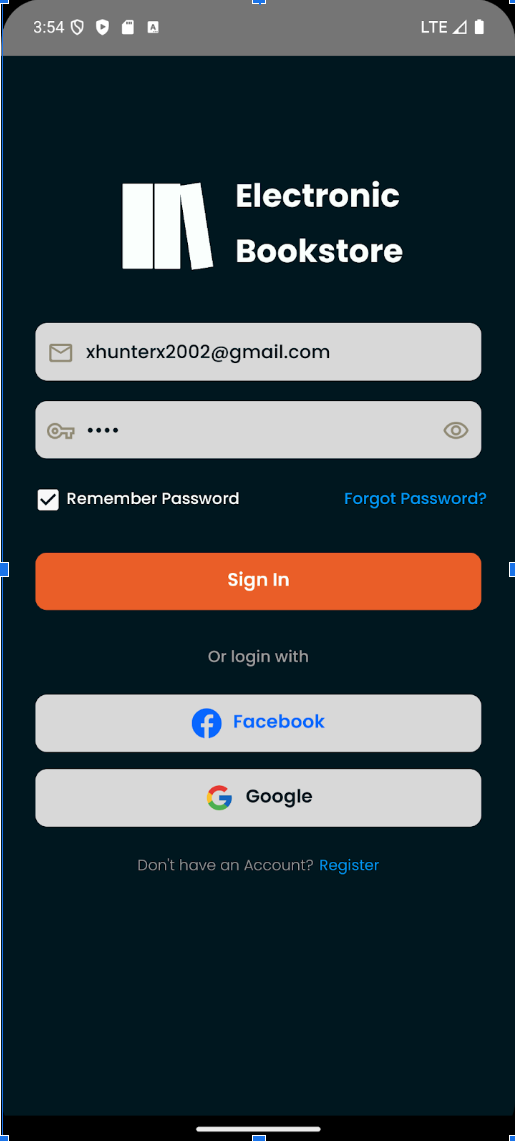 3:54 LTE
Electronic
Bookstore
xhunterx2002@gmail.com
••••
Remember Password Forgot Password?
Sign In
Or login with
Facebook
Google
Don't have an Account? Register